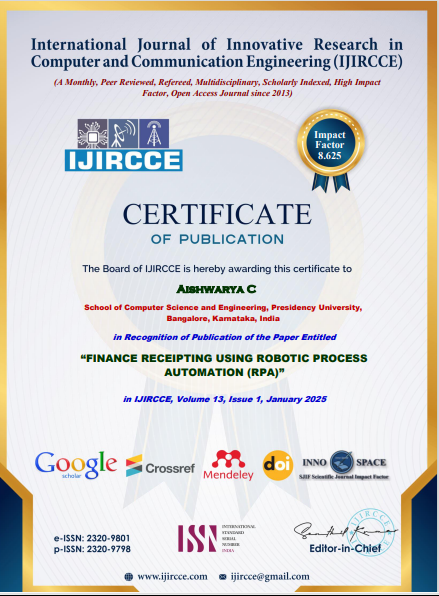 International Journal of Innovative Research in
Computer and Communication Engineering (IJIRCCE)
(A Monthly, Peer Reviewed, Refereed, Multidisciplinary, Scholarly Indexed, High Impact
Factor, Open Access Journal since 2013)
IJIRCCE
Impact
Factor
8.625
CERTIFICATE
OF PUBLICATION
The Board of IJIRCCE is hereby awarding this certificate to
AISHWARYA C
School of Computer Science and Engineering, Presidency University,
Bangalore, Karnataka, India
in Recognition of Publication of the Paper Entitled
“FINANCE RECEIPTING USING ROBOTIC PROCESS
AUTOMATION (RPA)”
in IJIRCCE, Volume 13, Issue 1, January 2025
Google
scholar
Crossref
Mendeley
doi
INNO SPACE
SJIF Scientific Journal Impact Factor
e-ISSN: 2320-9801
p-ISSN: 2320-9798
ISSN
INTERNATIONAL
STANDARD
SERIAL
NUMBER
INDIA
IJIRCCE
Editor-in-Chief
www.ijircce.com
ijircce@gmail.com